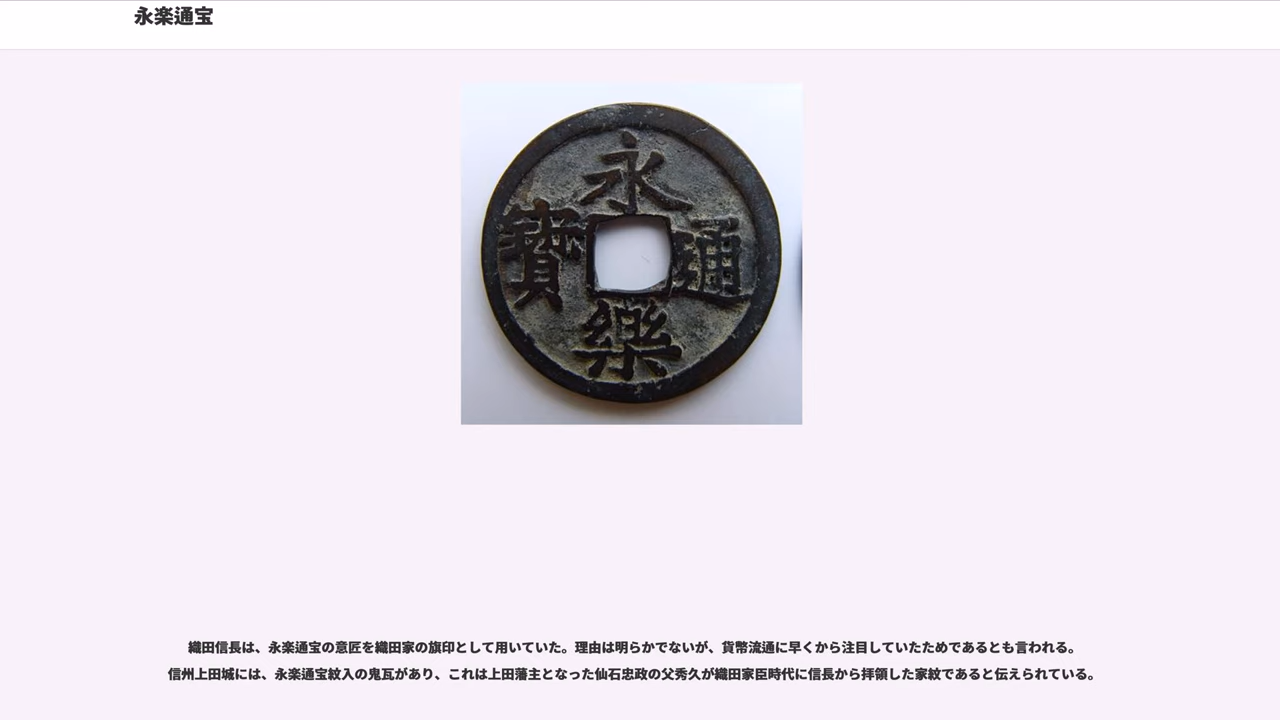 永楽通宝
永
寶 通
樂
織田信長は、永楽通宝の意匠を織田家の旗印として用いていた。理由は明らかでないが、貨幣流通に早くから注目していたためであるとも言われる。
信州上田城には、永楽通宝紋入の鬼瓦があり、これは上田藩主となった仙石忠政の父秀久が織田家臣時代に信長から拝領した家紋であると伝えられている。